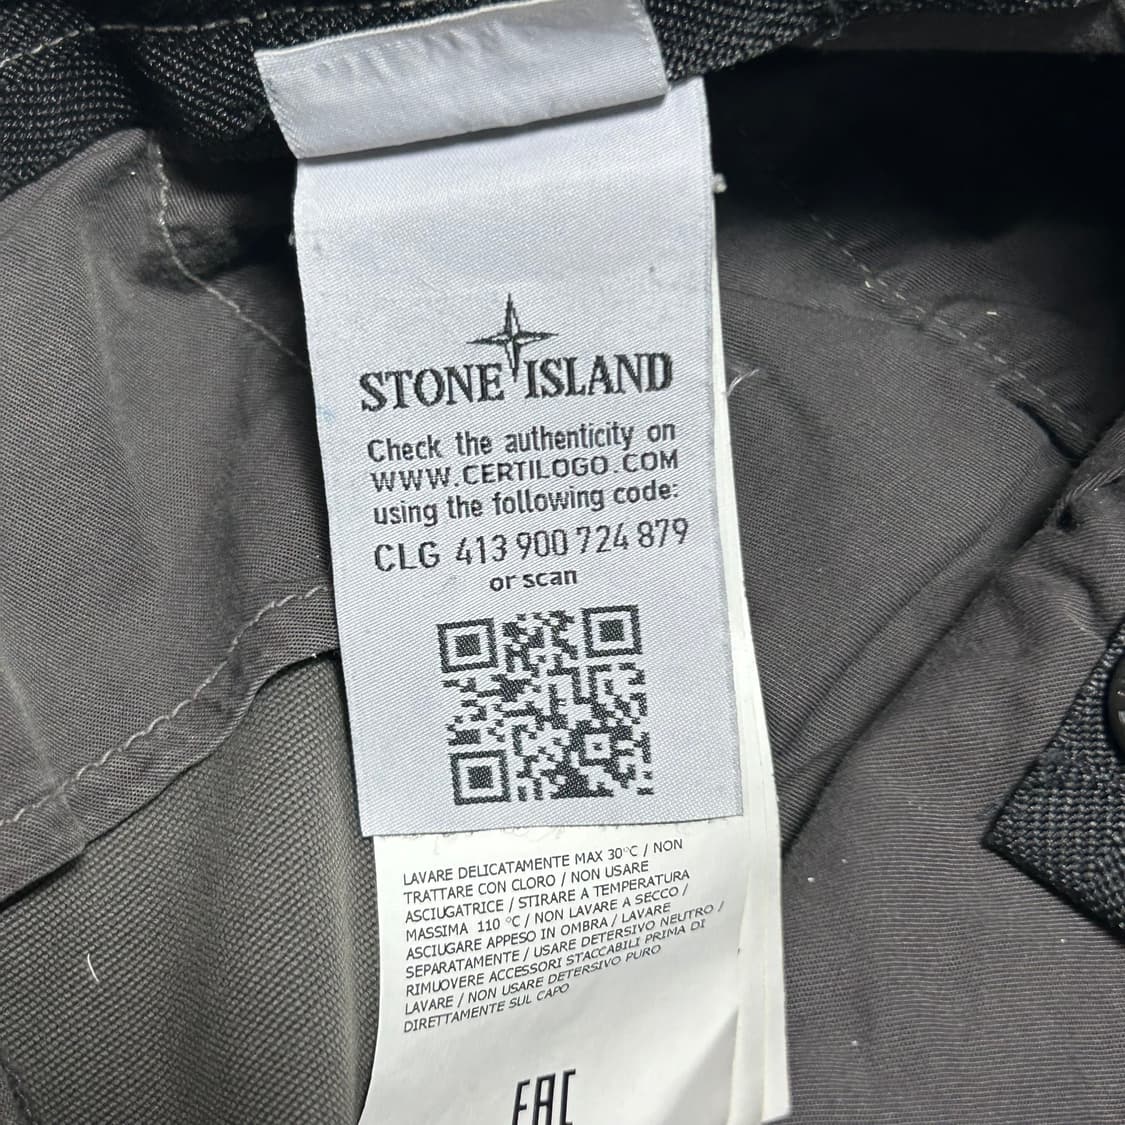 STONE ISLAND
Check the authenticity on
WWW.CERTILOGO.COM
using the following code:
CLG 413 900 724 879
or scan
LAVARE DELICATAMENTE MAX 30°C / NON
TRATTARE CON CLORO / NON USARE
ASCIUGATRICE / STIRARE A TEMPERATURA
MASSIMA 110 °C / NON LAVARE A SECCO /
ASCIUGARE APPESO IN OMBRA / LAVARE
SEPARATAMENTE / USARE DETERSIVO NEUTRO /
RIMUOVERE ACCESSORI STACCABILI PRIMA DI
LAVARE / NON USARE DETERSIVO PURO
DIRETTAMENTE SUL CAPO
EAC